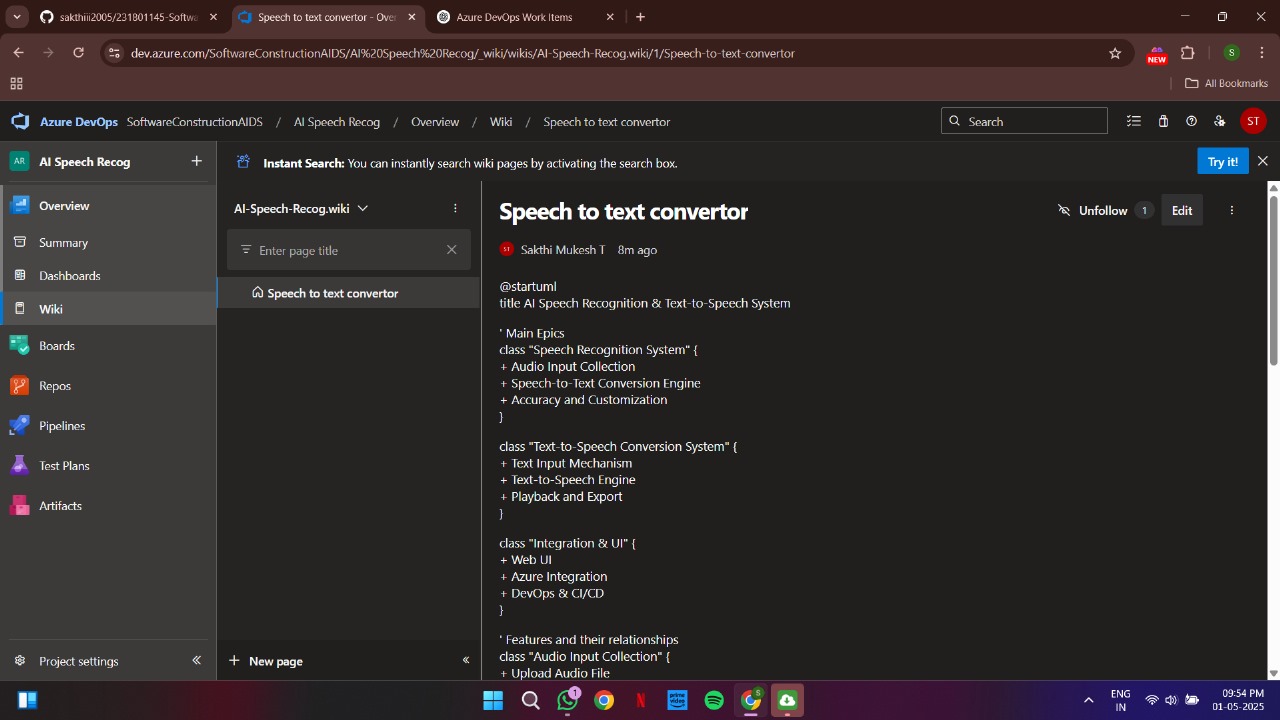 sakthiii2005/231801145-Softwa
Speech to text convertor - Over
Azure DevOps Work Items
dev.azure.com/SoftwareConstructionAIDS/AI%20Speech%20Recog/_wiki/wikis/AI-Speech-Recog.wiki/1/Speech-to-text-convertor
NEW
S
All Bookmarks
Azure DevOps SoftwareConstructionAIDS / AI Speech Recog / Overview / Wiki / Speech to text convertor
Search
ST
AR AI Speech Recog
Instant Search: You can instantly search wiki pages by activating the search box.
Try it!
Overview
Summary
Dashboards
Wiki
Boards
Repos
Pipelines
Test Plans
Artifacts
Project settings
AI-Speech-Recog.wiki
Enter page title
Speech to text convertor
New page
Speech to text convertor
Unfollow 1 Edit
ST Sakthi Mukesh T 8m ago
@startuml
title AI Speech Recognition & Text-to-Speech System
' Main Epics
class "Speech Recognition System" {
+ Audio Input Collection
+ Speech-to-Text Conversion Engine
+ Accuracy and Customization
}
class "Text-to-Speech Conversion System" {
+ Text Input Mechanism
+ Text-to-Speech Engine
+ Playback and Export
}
class "Integration & UI" {
+ Web UI
+ Azure Integration
+ DevOps & CI/CD
}
' Features and their relationships
class "Audio Input Collection" {
+ Upload Audio File
1
N
prime video
S
ENG
IN
09:54 PM
01-05-2025